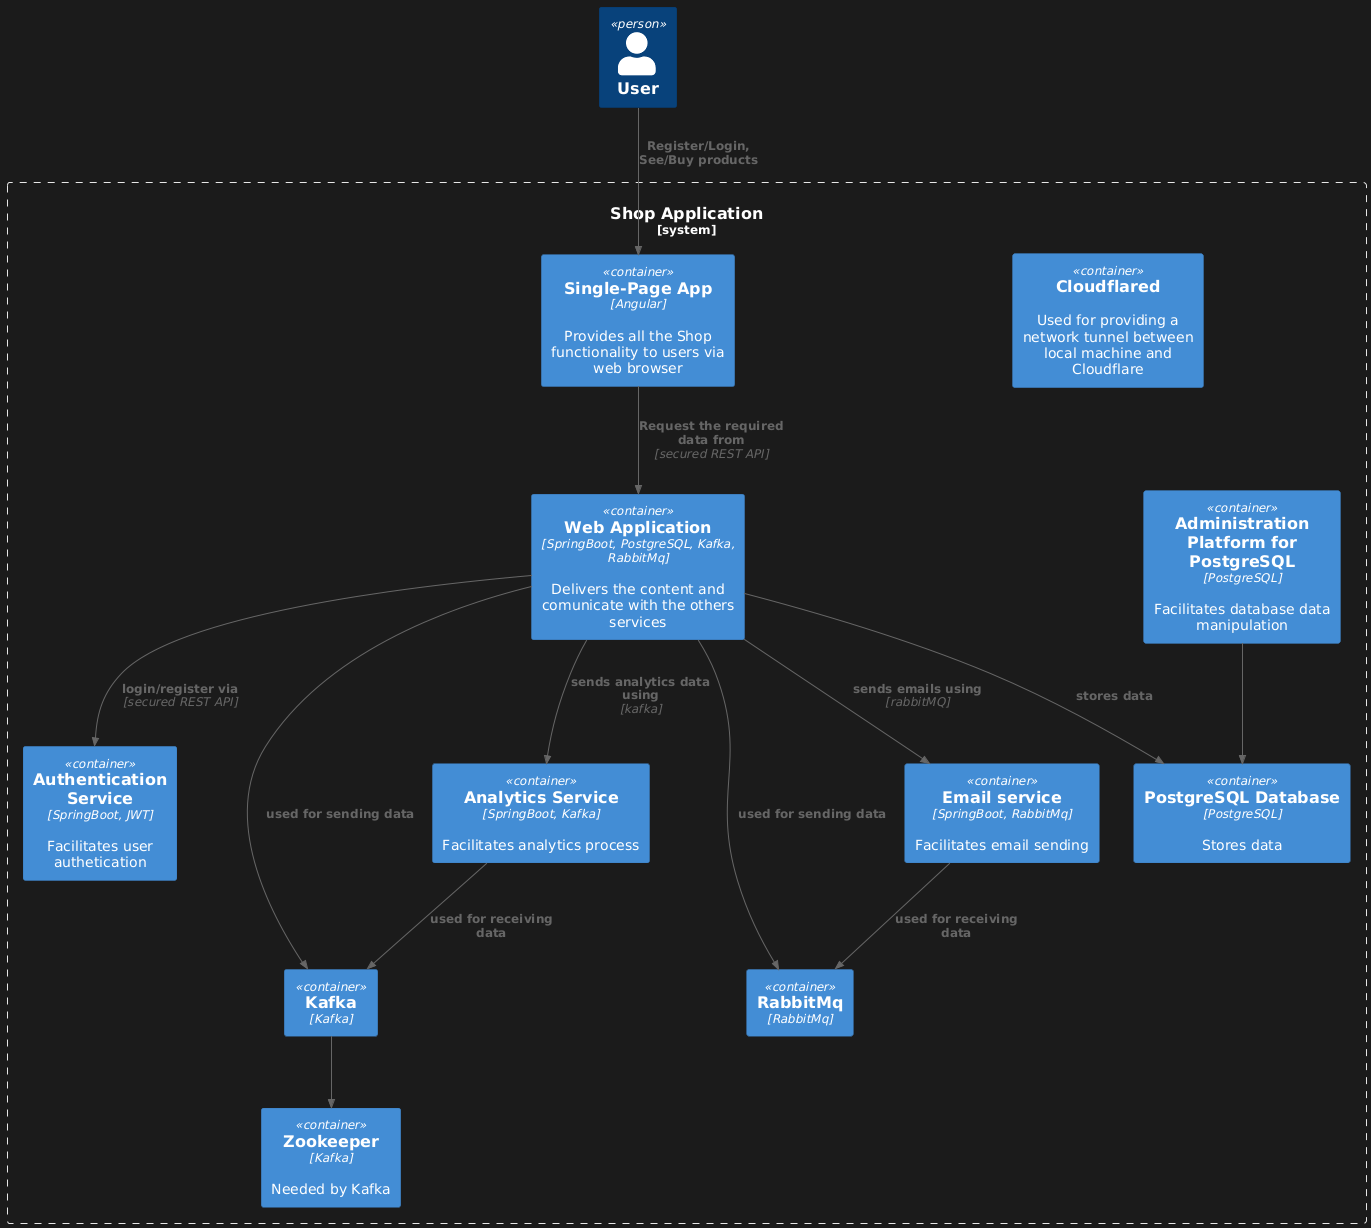 «person»
User
Register/Login,
See/Buy products
Shop Application
[system]
«container»
Single-Page App
[Angular]
Provides all the Shop
functionality to users via
web browser
«container»
Cloudflared
Used for providing a
network tunnel between
local machine and
Cloudflare
Request the required
data from
[secured REST API]
«container»
Web Application
[SpringBoot, PostgreSQL, Kafka,
RabbitMq]
Delivers the content and
comunicate with the others
services
«container»
Administration
Platform for
PostgreSQL
[PostgreSQL]
Facilitates database data
manipulation
login/register via
[secured REST API]
sends analytics data
using
[kafka]
sends emails using
[rabbitMQ]
stores data
«container»
Authentication
Service
[SpringBoot, JWT]
Facilitates user
authetication
used for sending data
«container»
Analytics Service
[SpringBoot, Kafka]
Facilitates analytics process
used for sending data
«container»
Email service
[SpringBoot, RabbitMq]
Facilitates email sending
«container»
PostgreSQL Database
[PostgreSQL]
Stores data
used for receiving
data
used for receiving
data
«container»
Kafka
[Kafka]
«container»
RabbitMq
[RabbitMq]
«container»
Zookeeper
[Kafka]
Needed by Kafka